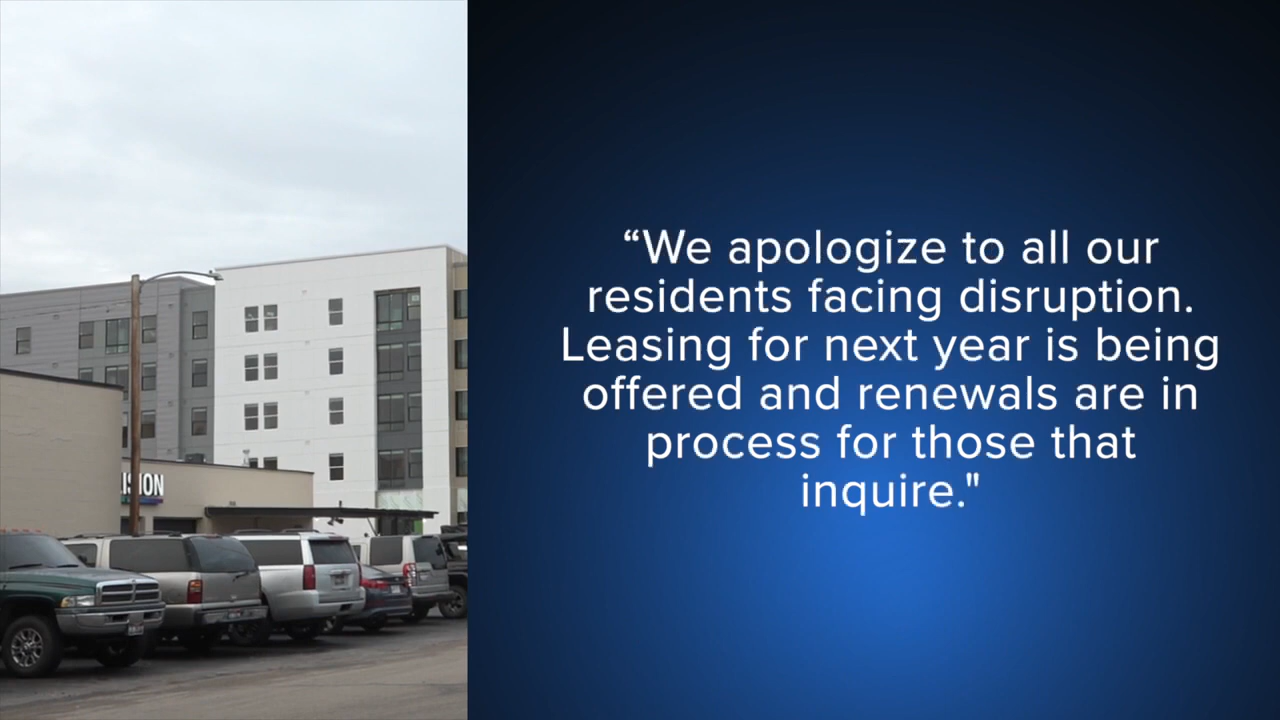 “We apologize to all our
residents facing disruption.
Leasing for next year is being
offered and renewals are in
process for those that
inquire."